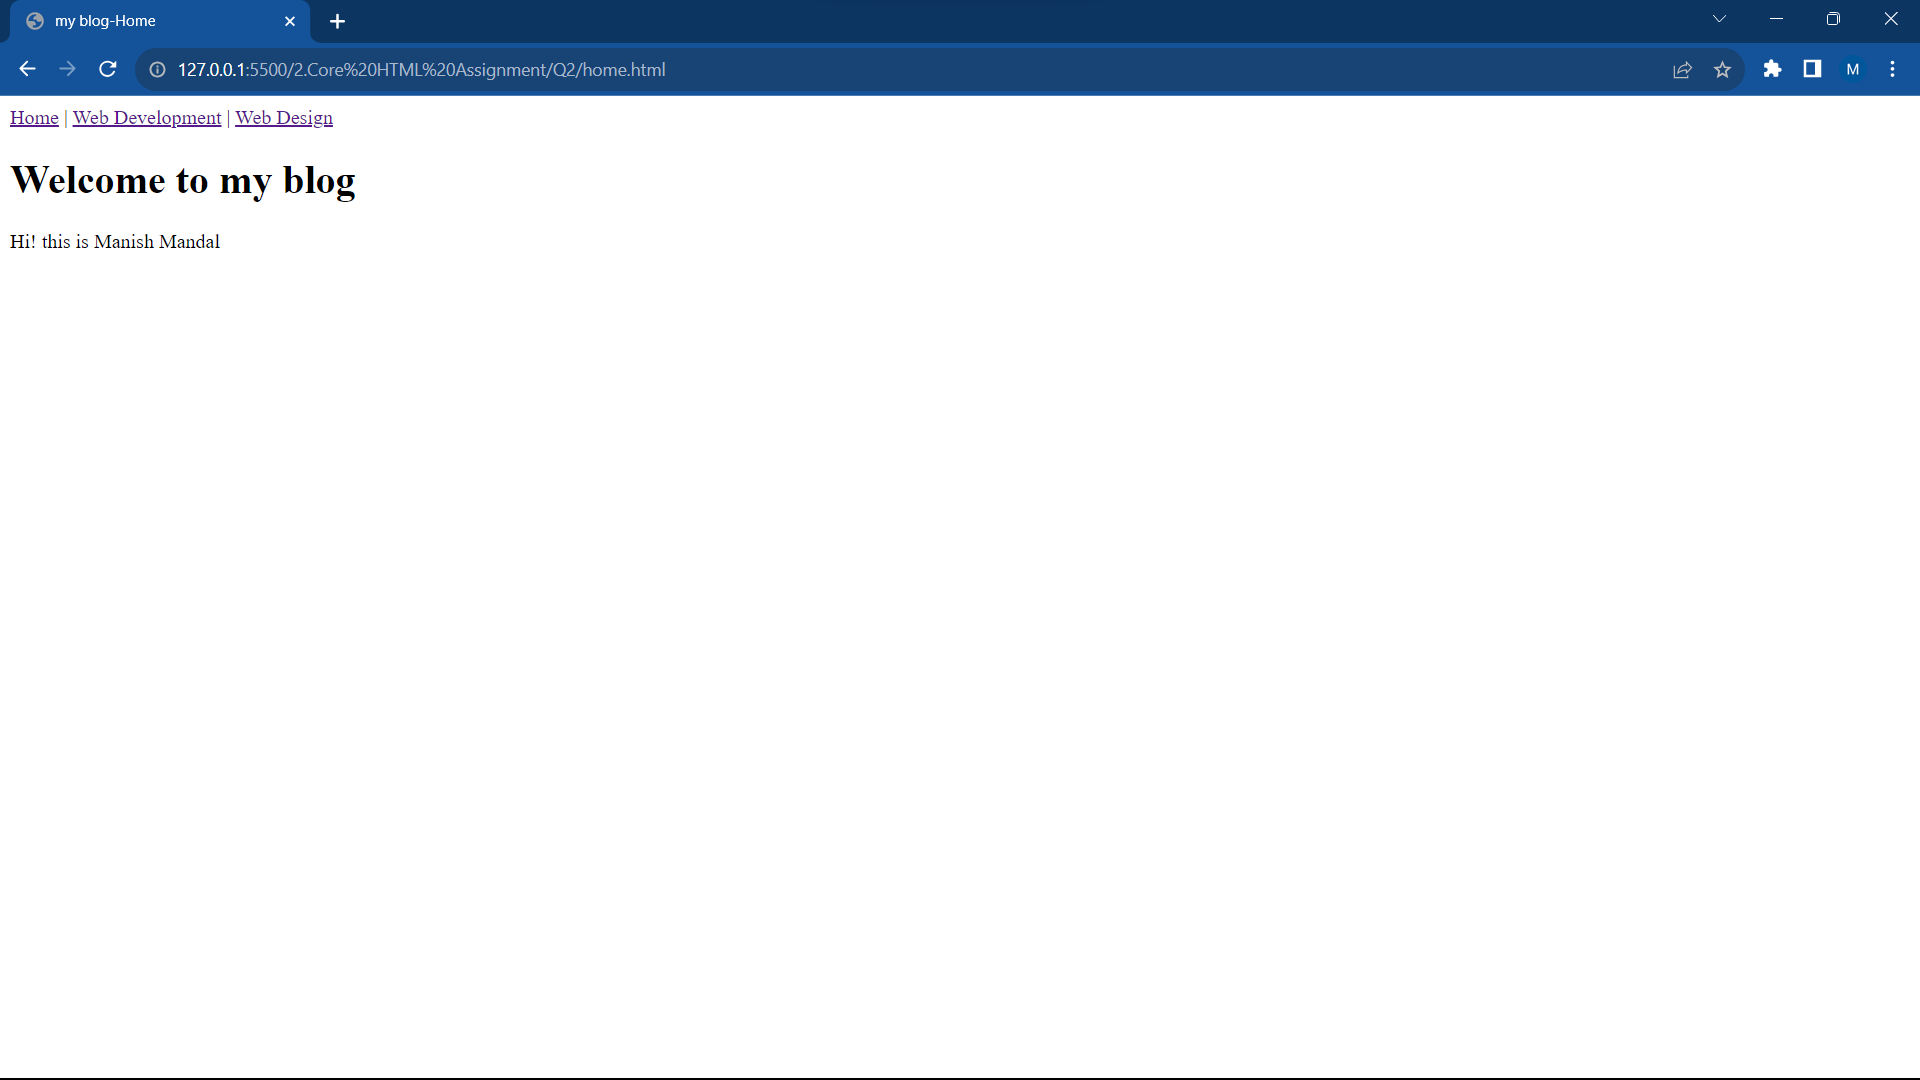 my blog-Home
127.0.0.1:5500/2.Core%20HTML%20Assignment/Q2/home.html
M
Home | Web Development | Web Design
Welcome to my blog
Hi! this is Manish Mandal